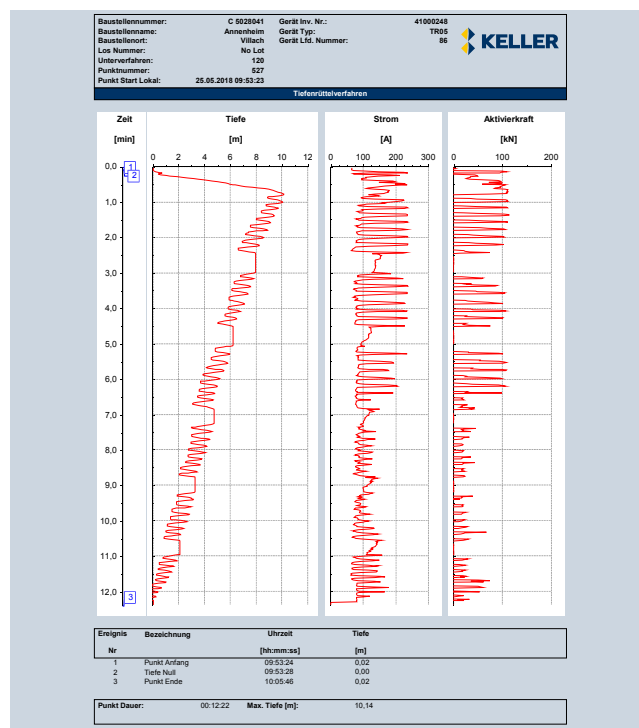 Baustellennummer: C 5028041 Gerät Inv. Nr.: 41000248
Baustellenname: Annenheim Gerät Typ: TR05
Baustellenort: Villach Gerät Lfd. Nummer: 86
Los Nummer: No Lot
Unterverfahren: 120
Punktnummer: 527
Punkt Start Lokal: 25.05.2018 09:53:23
KELLER
Tiefenrüttelverfahren
Zeit Tiefe Strom Aktivierkraft
[min] [m] [A] [kN]
0 2 4 6 8 10 12 0 100 200 300 0 100 200
0,0
1
2
1,0
2,0
3,0
4,0
5,0
6,0
7,0
8,0
9,0
10,0
11,0
12,0
3
Ereignis Bezeichnung Uhrzeit Tiefe
Nr [hh:mm:ss] [m]
1 Punkt Anfang 09:53:24 0,02
2 Tiefe Null 09:53:28 0,00
3 Punkt Ende 10:05:46 0,02
Punkt Dauer: 00:12:22 Max. Tiefe [m]: 10,14